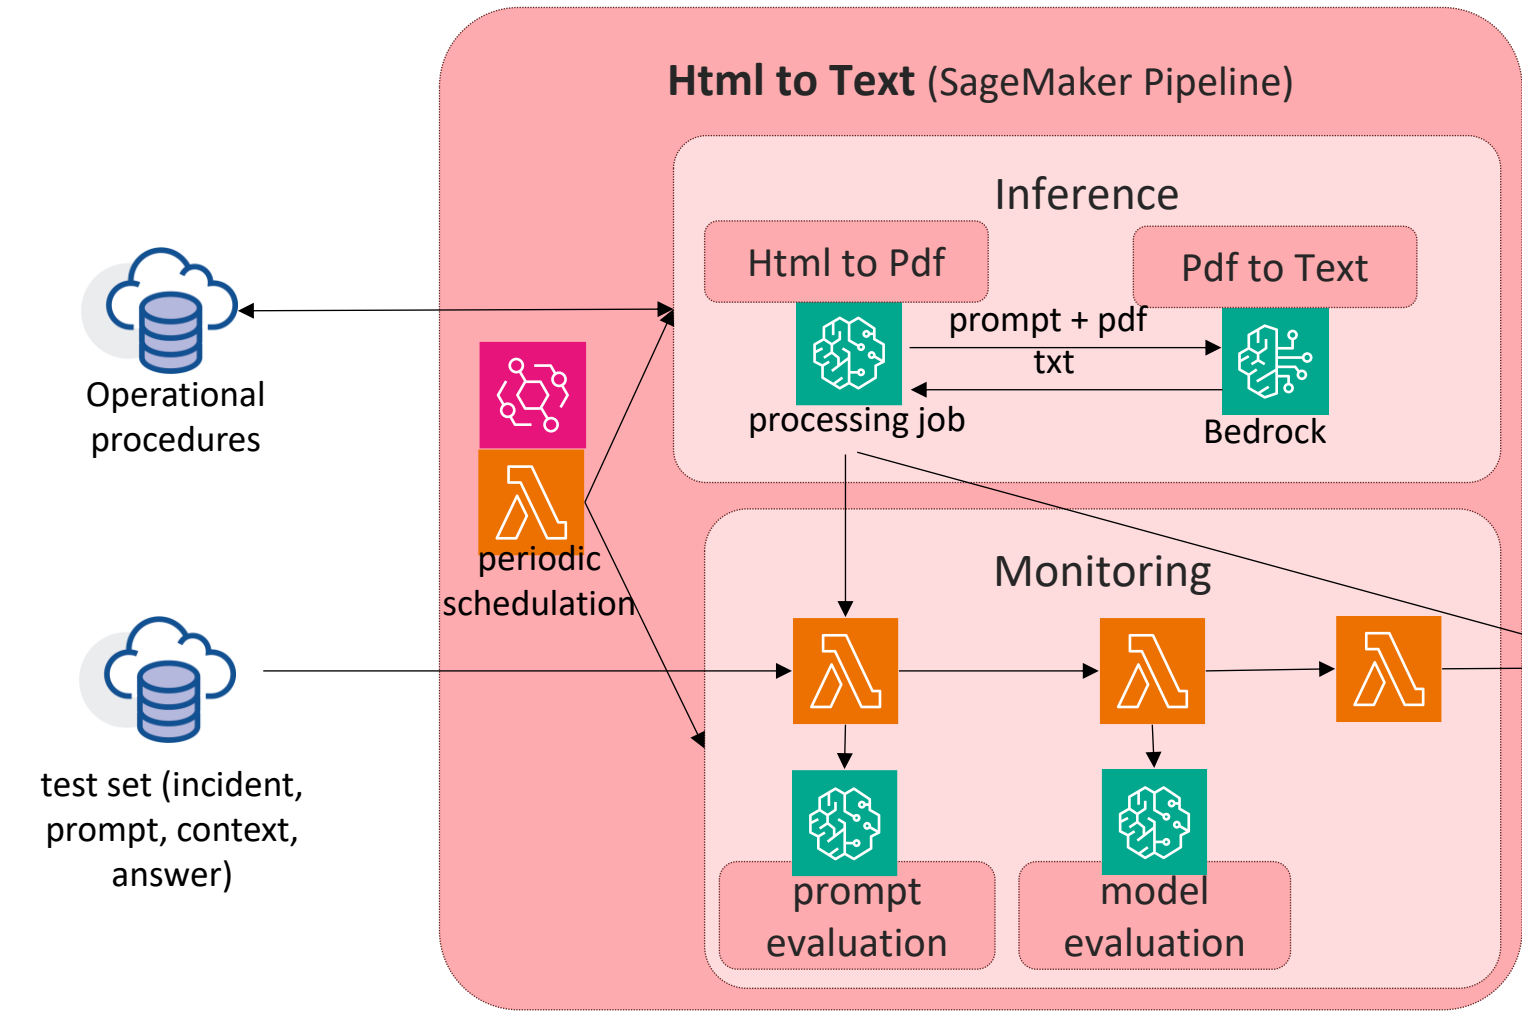 Html to Text (SageMaker Pipeline)
Inference
Html to Pdf
Pdf to Text
prompt + pdf
txt
processing job
Bedrock
Operational
procedures
periodic
schedulation
Monitoring
test set (incident,
prompt, context,
answer)
prompt
evaluation
model
evaluation